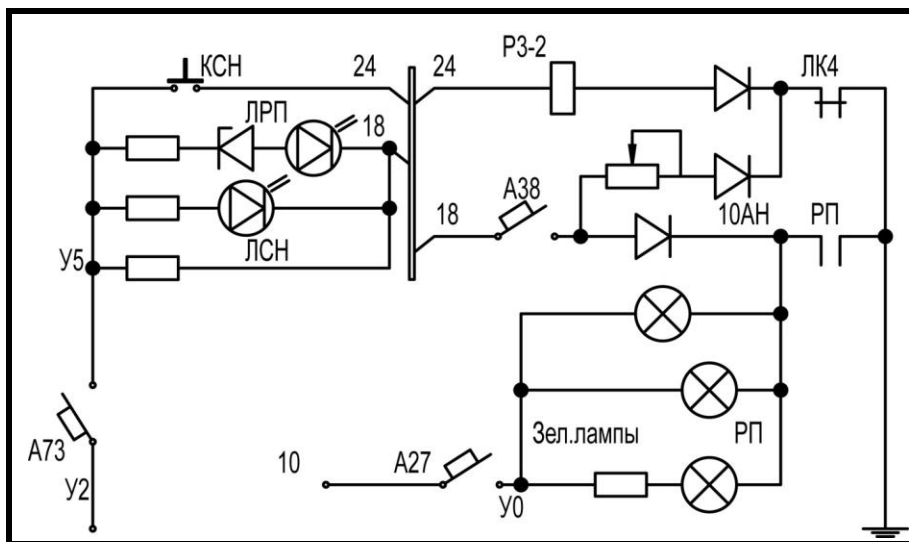 КСН
24
24
Р3-2
ЛК4
ЛРП
18
А38
18
10АН
РП
ЛСН
У5
Зел.лампы
РП
А73
10
А27
У2
У0